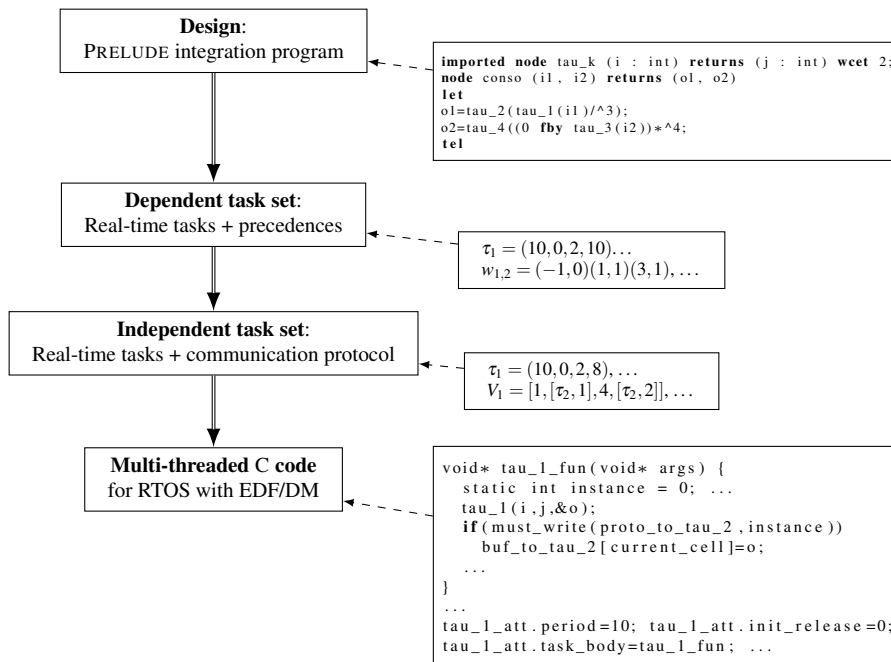 Design:
PRELUDE integration program
imported node tau_k (i : int) returns (j : int) wcet 2;
node conso (i1, i2) returns (o1, o2)
let
o1=tau_2(tau_1(i1)/^3);
o2=tau_4((0 fby tau_3(i2))*^4;
tel
Dependent task set:
Real-time tasks + precedences
τ₁ = (10,0,2,10)...
w₁,₂ = (−1,0)(1,1)(3,1),...
Independent task set:
Real-time tasks + communication protocol
τ₁ = (10,0,2,8),...
V₁ = [1,[τ₂,1],4,[τ₂,2]],...
Multi-threaded C code
for RTOS with EDF/DM
void* tau_1_fun(void* args) {
static int instance = 0; ...
tau_1(i,j,&o);
if(must_write(proto_to_tau_2,instance))
buf_to_tau_2[current_cell]=o;
...
}
...
tau_1_att.period=10; tau_1_att.init_release=0;
tau_1_att.task_body=tau_1_fun; ...